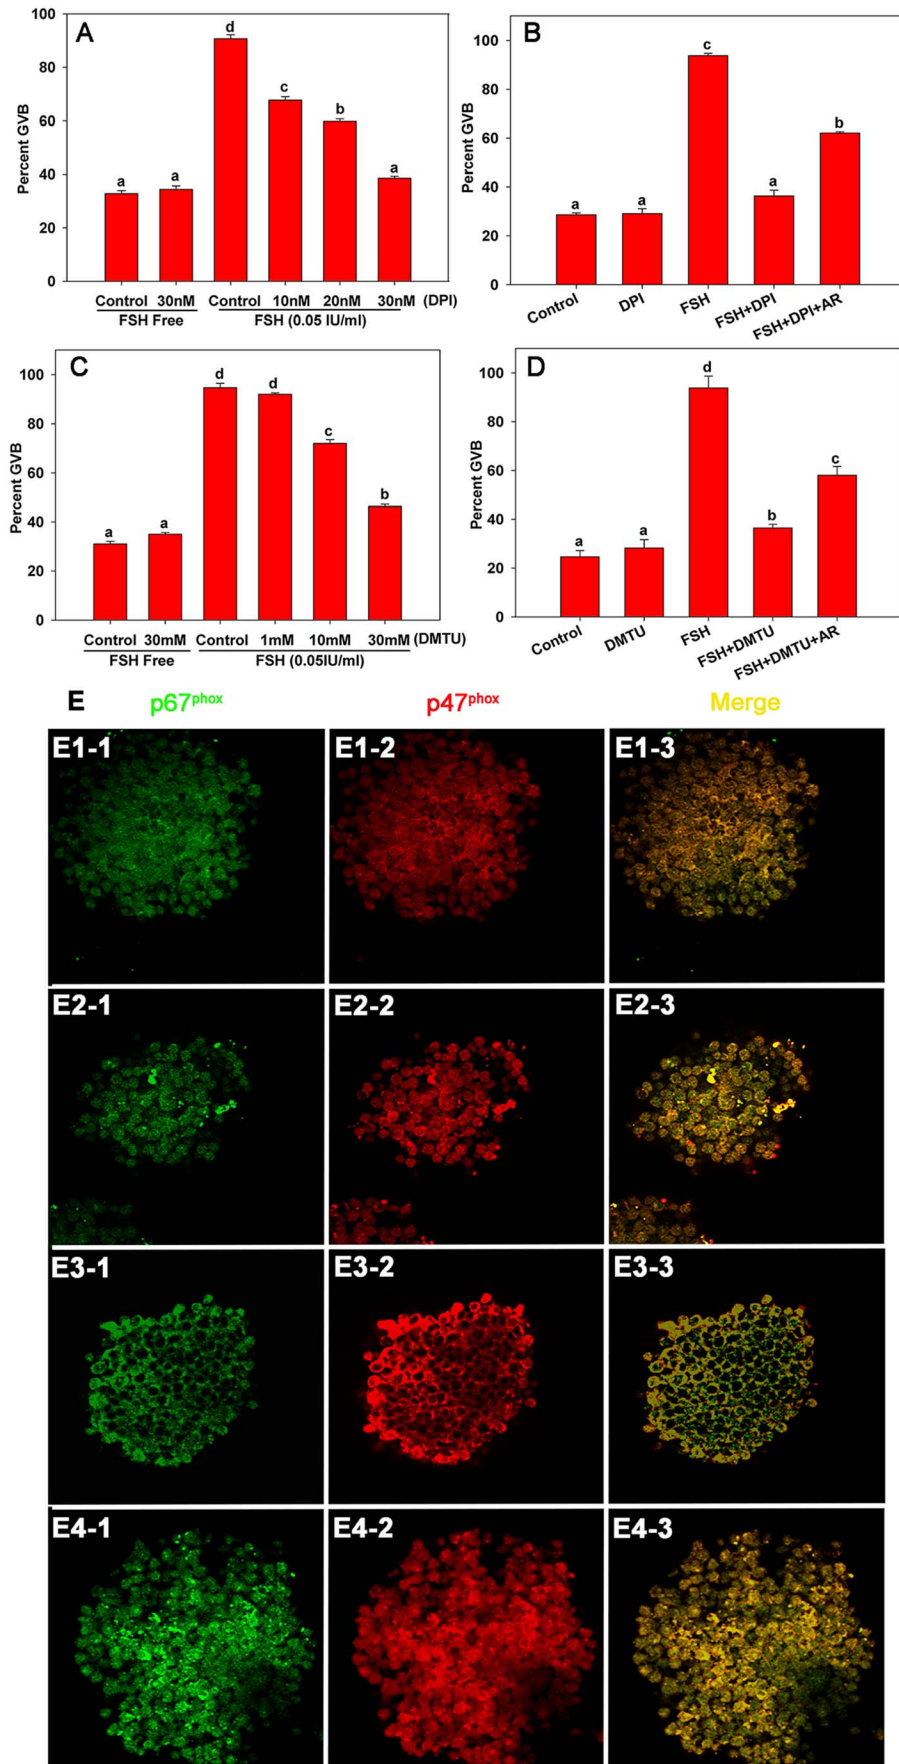 A
Percent GVB
100
80
60
40
20
0
a
a
d
c
b
a
Control 30nM Control 10nM 20nM 30nM (DPI)
FSH Free FSH (0.05 IU/ml)
B
Percent GVB
100
80
60
40
20
0
a
a
c
a
b
Control
DPI
FSH
FSH+DPI
FSH+DPI+AR
C
Percent GVB
100
80
60
40
20
0
a
a
d
d
c
b
Control 30mM Control 1mM 10mM 30mM (DMTU)
FSH Free FSH (0.05IU/ml)
D
Percent GVB
100
80
60
40
20
0
a
a
d
b
c
Control
DMTU
FSH
FSH+DMTU
FSH+DMTU+AR
E p67phox p47phox Merge
E1-1 E1-2 E1-3
E2-1 E2-2 E2-3
E3-1 E3-2 E3-3
E4-1 E4-2 E4-3